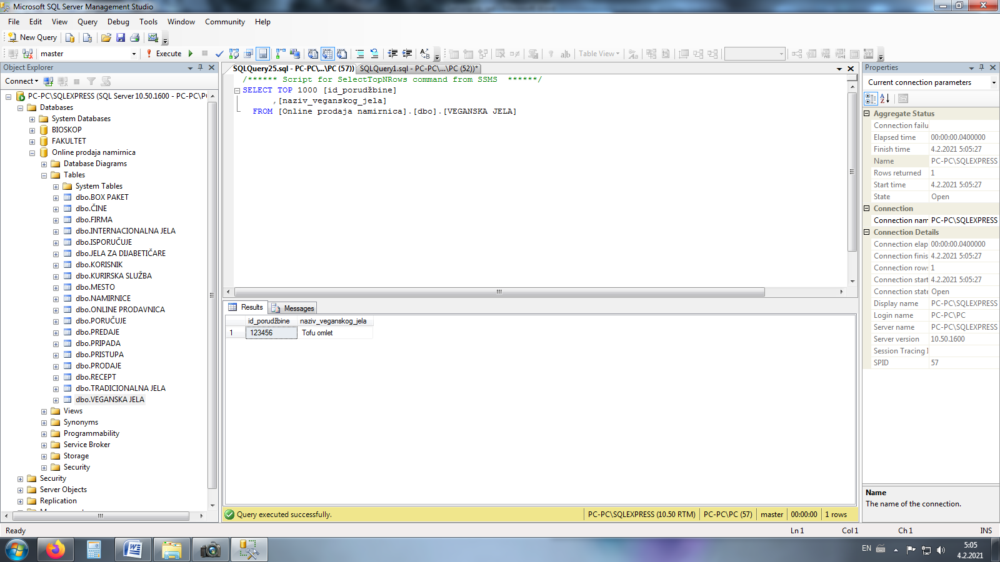 Microsoft SQL Server Management Studio
File Edit View Query Debug Tools Window Community Help
New Query
master Execute Table View
Object Explorer
Connect
PC-PC\SQLEXPRESS (SQL Server 10.50.1600 - PC-PC\P
Databases
System Databases
BIOSKOP
FAKULTET
Online prodaja namirnica
Database Diagrams
Tables
System Tables
dbo.BOX PAKET
dbo.ČINE
dbo.FIRMA
dbo.INTERNACIONALNA JELA
dbo.ISPORUČUJE
dbo.JELA ZA DIJABETIČARE
dbo.KORISNIK
dbo.KURIRSKA SLUŽBA
dbo.MESTO
dbo.NAMIRNICE
dbo.ONLINE PRODAVNICA
dbo.PORUČUJE
dbo.PREDAJE
dbo.PRIPADA
dbo.PRISTUPA
dbo.PRODAJE
dbo.RECEPT
dbo.TRADICIONALNA JELA
dbo.VEGANSKA JELA
Views
Synonyms
Programmability
Service Broker
Storage
Security
Security
Server Objects
Replication
SQLQuery25.sql - PC-PC\...\PC (57)) SQLQuery1.sql - PC-PC\...\PC (52))*
/****** Script for SelectTopNRows command from SSMS ******/
SELECT TOP 1000 [id_porudžbine]
,[naziv_veganskog_jela]
FROM [Online prodaja namirnica].[dbo].[VEGANSKA JELA]
Results Messages
id_porudžbine naziv_veganskog_jela
1 123456 Tofu omlet
Query executed successfully. PC-PC\SQLEXPRESS (10.50 RTM) PC-PC\PC (57) master 00:00:00 1 rows
Properties
Current connection parameters
Aggregate Status
Connection failu
Elapsed time 00:00:00.0400000
Finish time 4.2.2021 5:05:27
Name PC-PC\SQLEXPRESS
Rows returned 1
Start time 4.2.2021 5:05:27
State Open
Connection
Connection nam PC-PC\SQLEXPRESS
Connection Details
Connection elap 00:00:00.0400000
Connection finis 4.2.2021 5:05:27
Connection rows 1
Connection start 4.2.2021 5:05:27
Connection state Open
Display name PC-PC\SQLEXPRESS
Login name PC-PC\PC
Server name PC-PC\SQLEXPRESS
Server version 10.50.1600
Session Tracing I
SPID 57
Name
The name of the connection.
Ready Ln 1 Col 1 Ch 1 INS
EN 5:05
4.2.2021